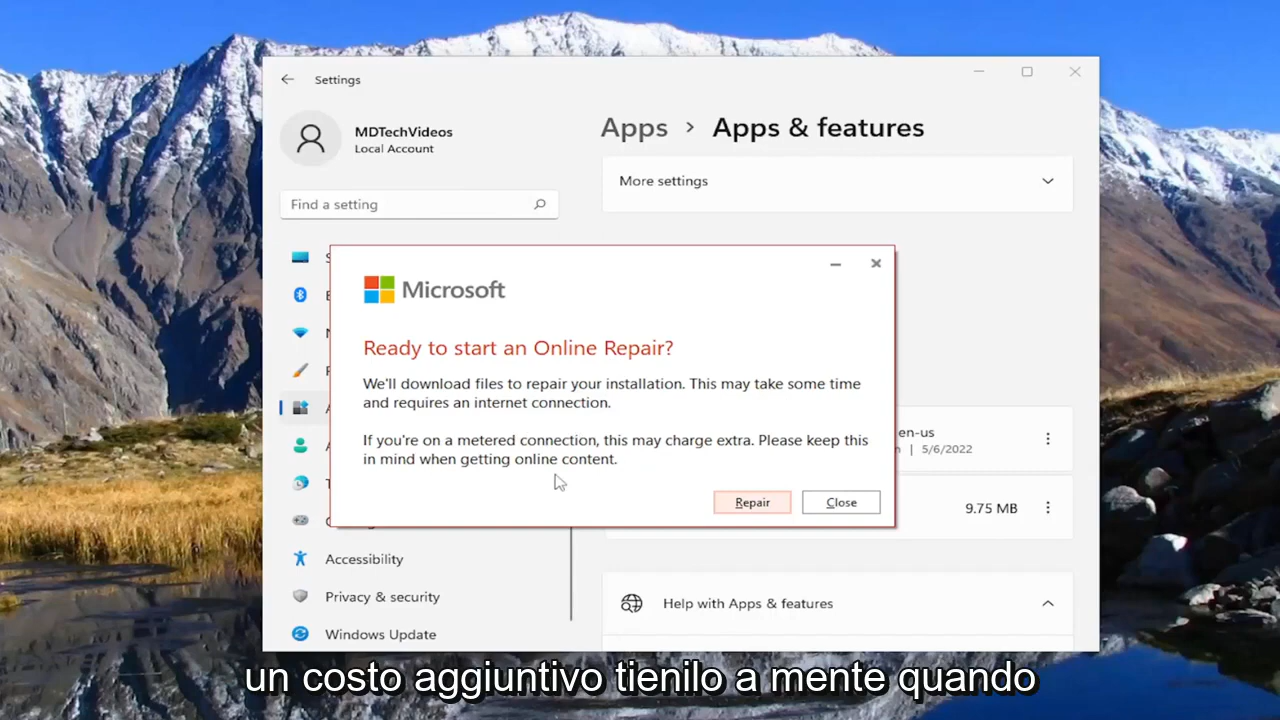 Settings
MDTechVideos
Local Account
Find a setting
Accessibility
Privacy & security
Windows Update
Apps > Apps & features
More settings
en-us
| 5/6/2022
9.75 MB
Help with Apps & features
Microsoft
Ready to start an Online Repair?
We'll download files to repair your installation. This may take some time
and requires an internet connection.
If you're on a metered connection, this may charge extra. Please keep this
in mind when getting online content.
Repair
Close
un costo aggiuntivo tienilo a mente quando